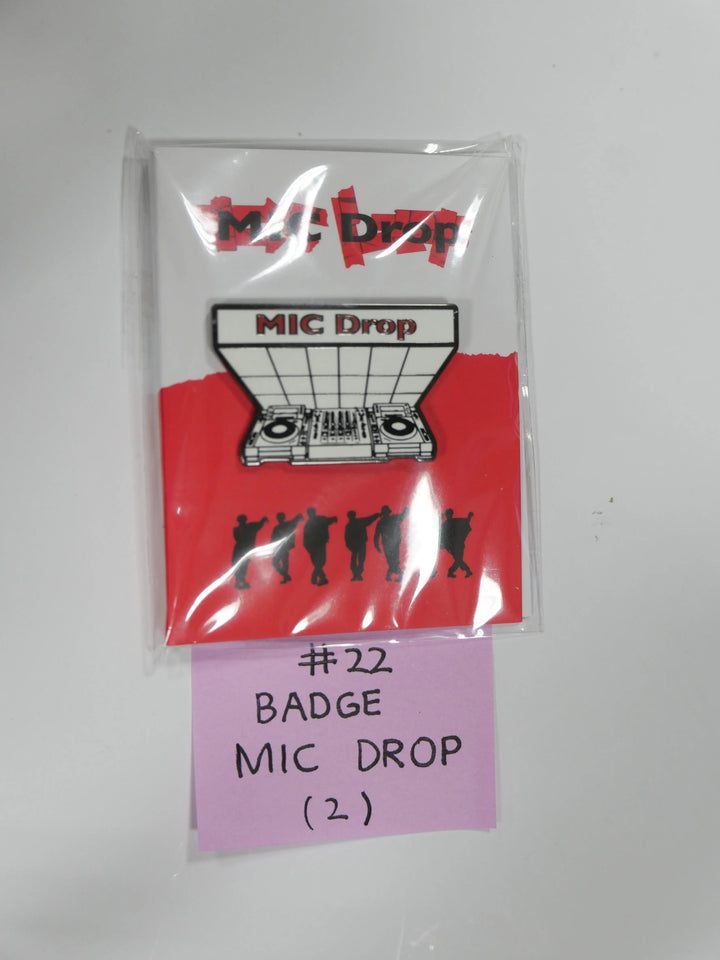 MIC Drop
MIC Drop
#22
BADGE
MIC DROP
(2)